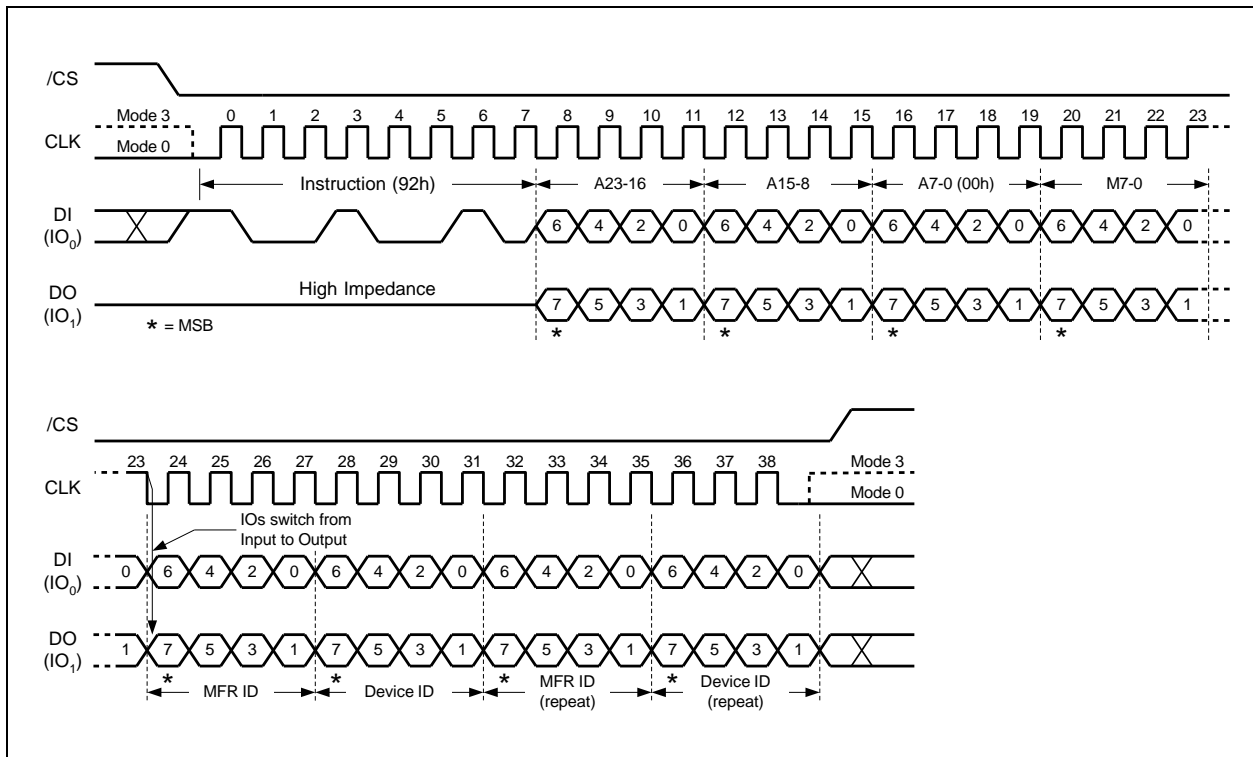 /CS
Mode 3 0 1 2 3 4 5 6 7 8 9 10 11 12 13 14 15 16 17 18 19 20 21 22 23
CLK
Mode 0
Instruction (92h) A23-16 A15-8 A7-0 (00h) M7-0
DI
(IO0)
6 4 2 0 6 4 2 0 6 4 2 0 6 4 2 0
High Impedance
DO
(IO1)
7 5 3 1 7 5 3 1 7 5 3 1 7 5 3 1
* = MSB
* * * *
/CS
23 24 25 26 27 28 29 30 31 32 33 34 35 36 37 38 Mode 3
CLK
Mode 0
IOs switch from
Input to Output
DI
(IO0)
0 6 4 2 0 6 4 2 0 6 4 2 0 6 4 2 0
DO
(IO1)
1 7 5 3 1 7 5 3 1 7 5 3 1 7 5 3 1
* * * *
MFR ID Device ID MFR ID
(repeat)
Device ID
(repeat)